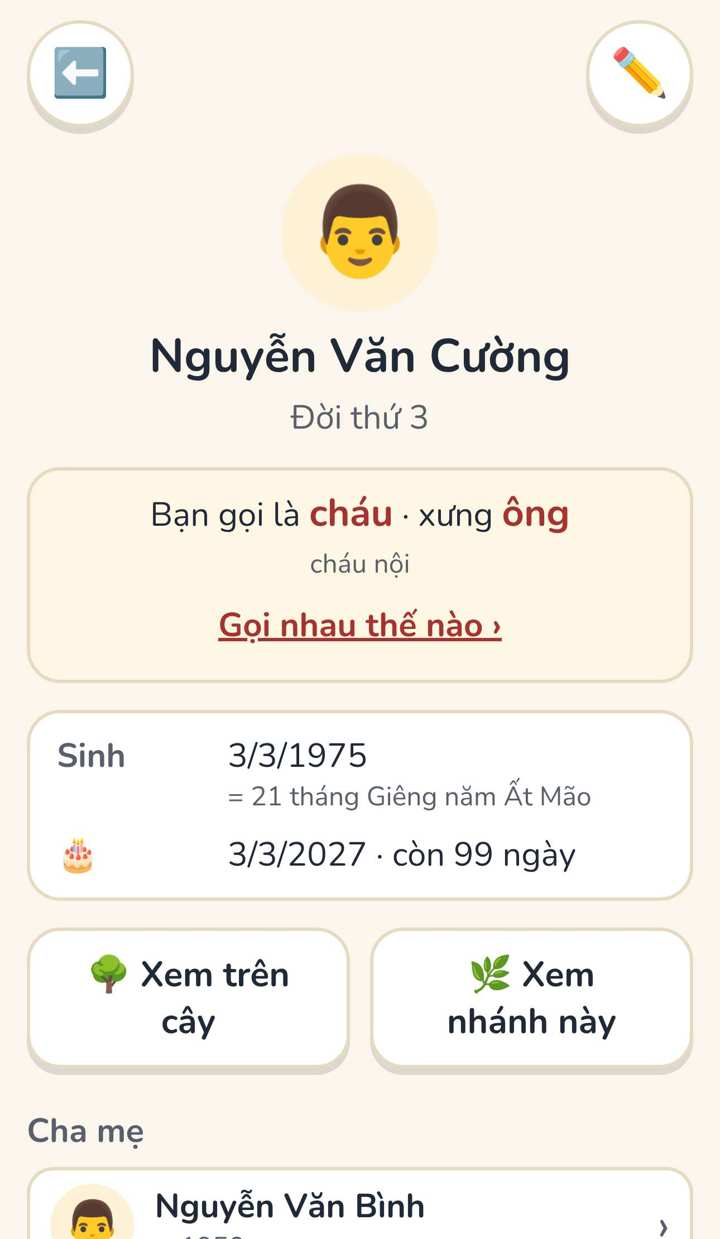 Nguyễn Văn Cường
Đời thứ 3
Bạn gọi là cháu · xưng ông
cháu nội
Gọi nhau thế nào ›
Sinh 3/3/1975
= 21 tháng Giêng năm Ất Mão
3/3/2027 · còn 99 ngày
Xem trên
cây
Xem
nhánh này
Cha mẹ
Nguyễn Văn Bình
›